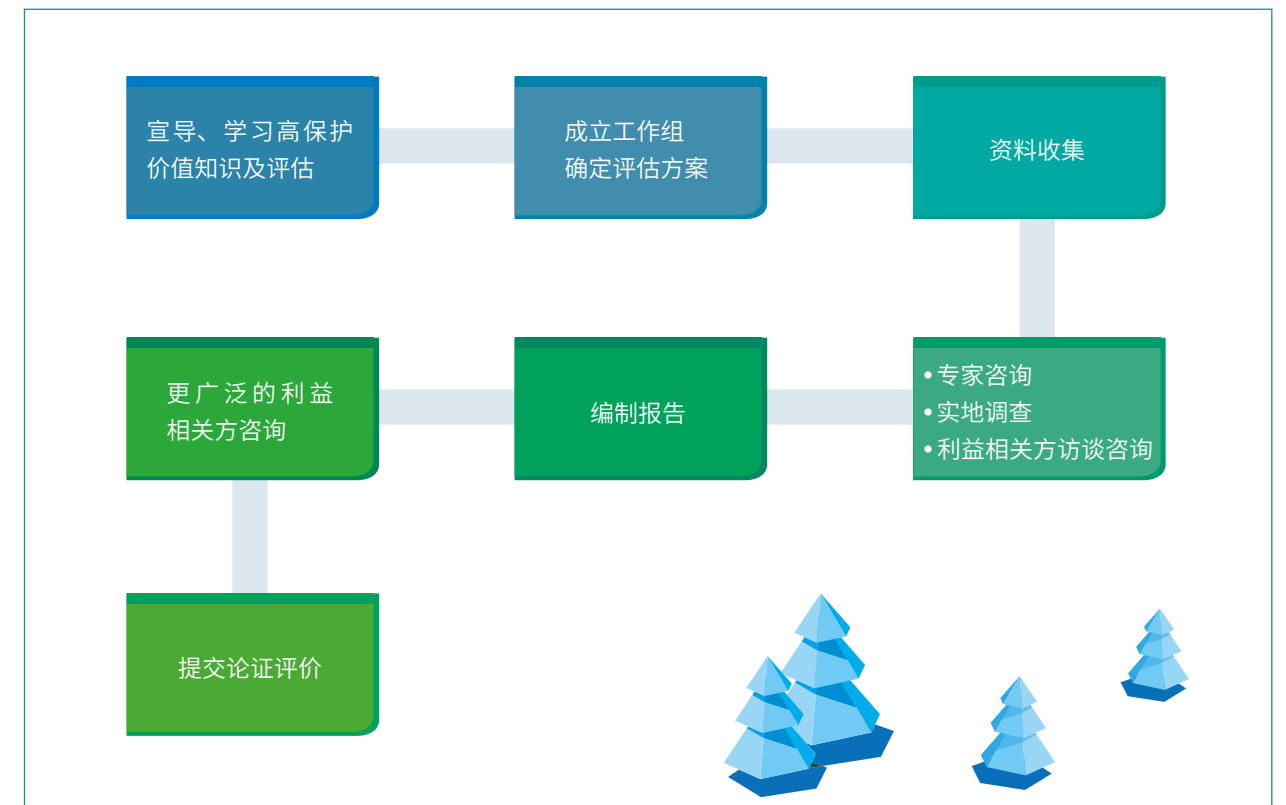 宣导、学习高保护
价值知识及评估
成立工作组
确定评估方案
资料收集
•专家咨询
•实地调查
•利益相关方访谈咨询
编制报告
更广泛的利益
相关方咨询
提交论证评价